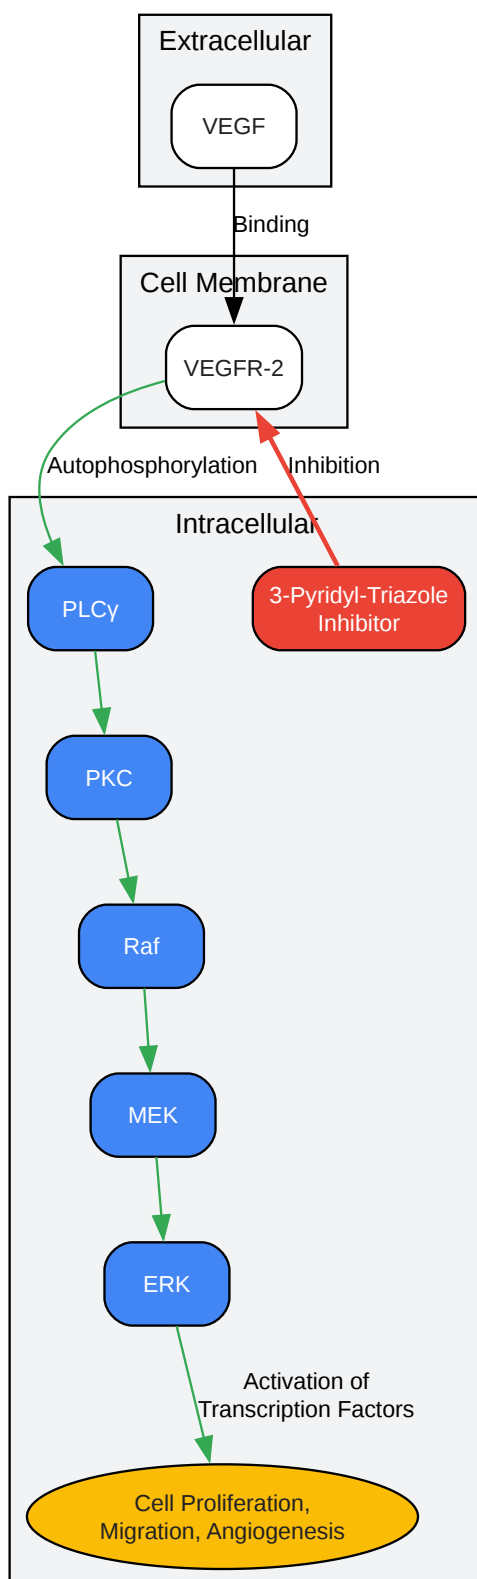 Extracellular
VEGF
Binding
Cell Membrane
VEGFR-2
Autophosphorylation
Inhibition
Intracellular
PLCγ
3-Pyridyl-Triazole
Inhibitor
PKC
Raf
MEK
ERK
Activation of
Transcription Factors
Cell Proliferation,
Migration, Angiogenesis